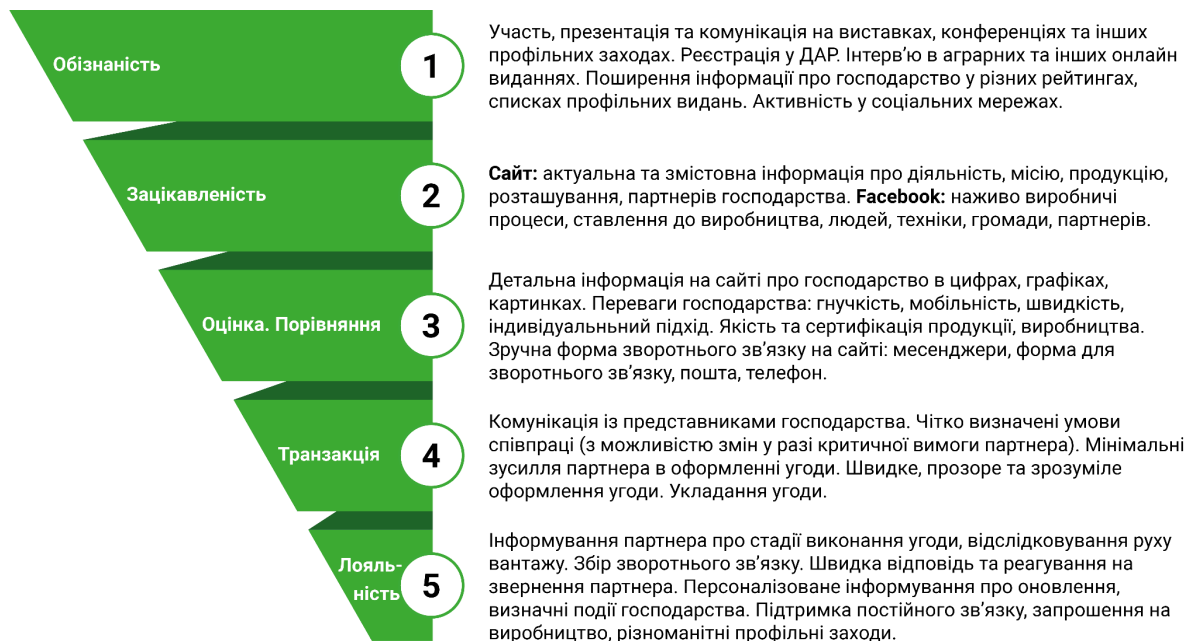 Обізнаність
1
Участь, презентація та комунікація на виставках, конференціях та інших
профільних заходах. Реєстрація у ДАР. Інтерв’ю в аграрних та інших онлайн
виданнях. Поширення інформації про господарство у різних рейтингах,
списках профільних видань. Активність у соціальних мережах.
Зацікавленість
2
Сайт: актуальна та змістовна інформація про діяльність, місію, продукцію,
розташування, партнерів господарства. Facebook: наживо виробничі
процеси, ставлення до виробництва, людей, техніки, громади, партнерів.
Оцінка. Порівняння
3
Детальна інформація на сайті про господарство в цифрах, графіках,
картинках. Переваги господарства: гнучкість, мобільність, швидкість,
індивідуальньний підхід. Якість та сертифікація продукції, виробництва.
Зручна форма зворотнього зв’язку на сайті: месенджери, форма для
зворотнього зв’язку, пошта, телефон.
Транзакція
4
Комунікація із представниками господарства. Чітко визначені умови
співпраці (з можливістю змін у разі критичної вимоги партнера). Мінімальні
зусилля партнера в оформленні угоди. Швидке, прозоре та зрозуміле
оформлення угоди. Укладання угоди.
Лояль-
ність
5
Інформування партнера про стадії виконання угоди, відслідковування руху
вантажу. Збір зворотнього зв’язку. Швидка відповідь та реагування на
звернення партнера. Персоналізоване інформування про оновлення,
визначні події господарства. Підтримка постійного зв’язку, запрошення на
виробництво, різноманітні профільні заходи.